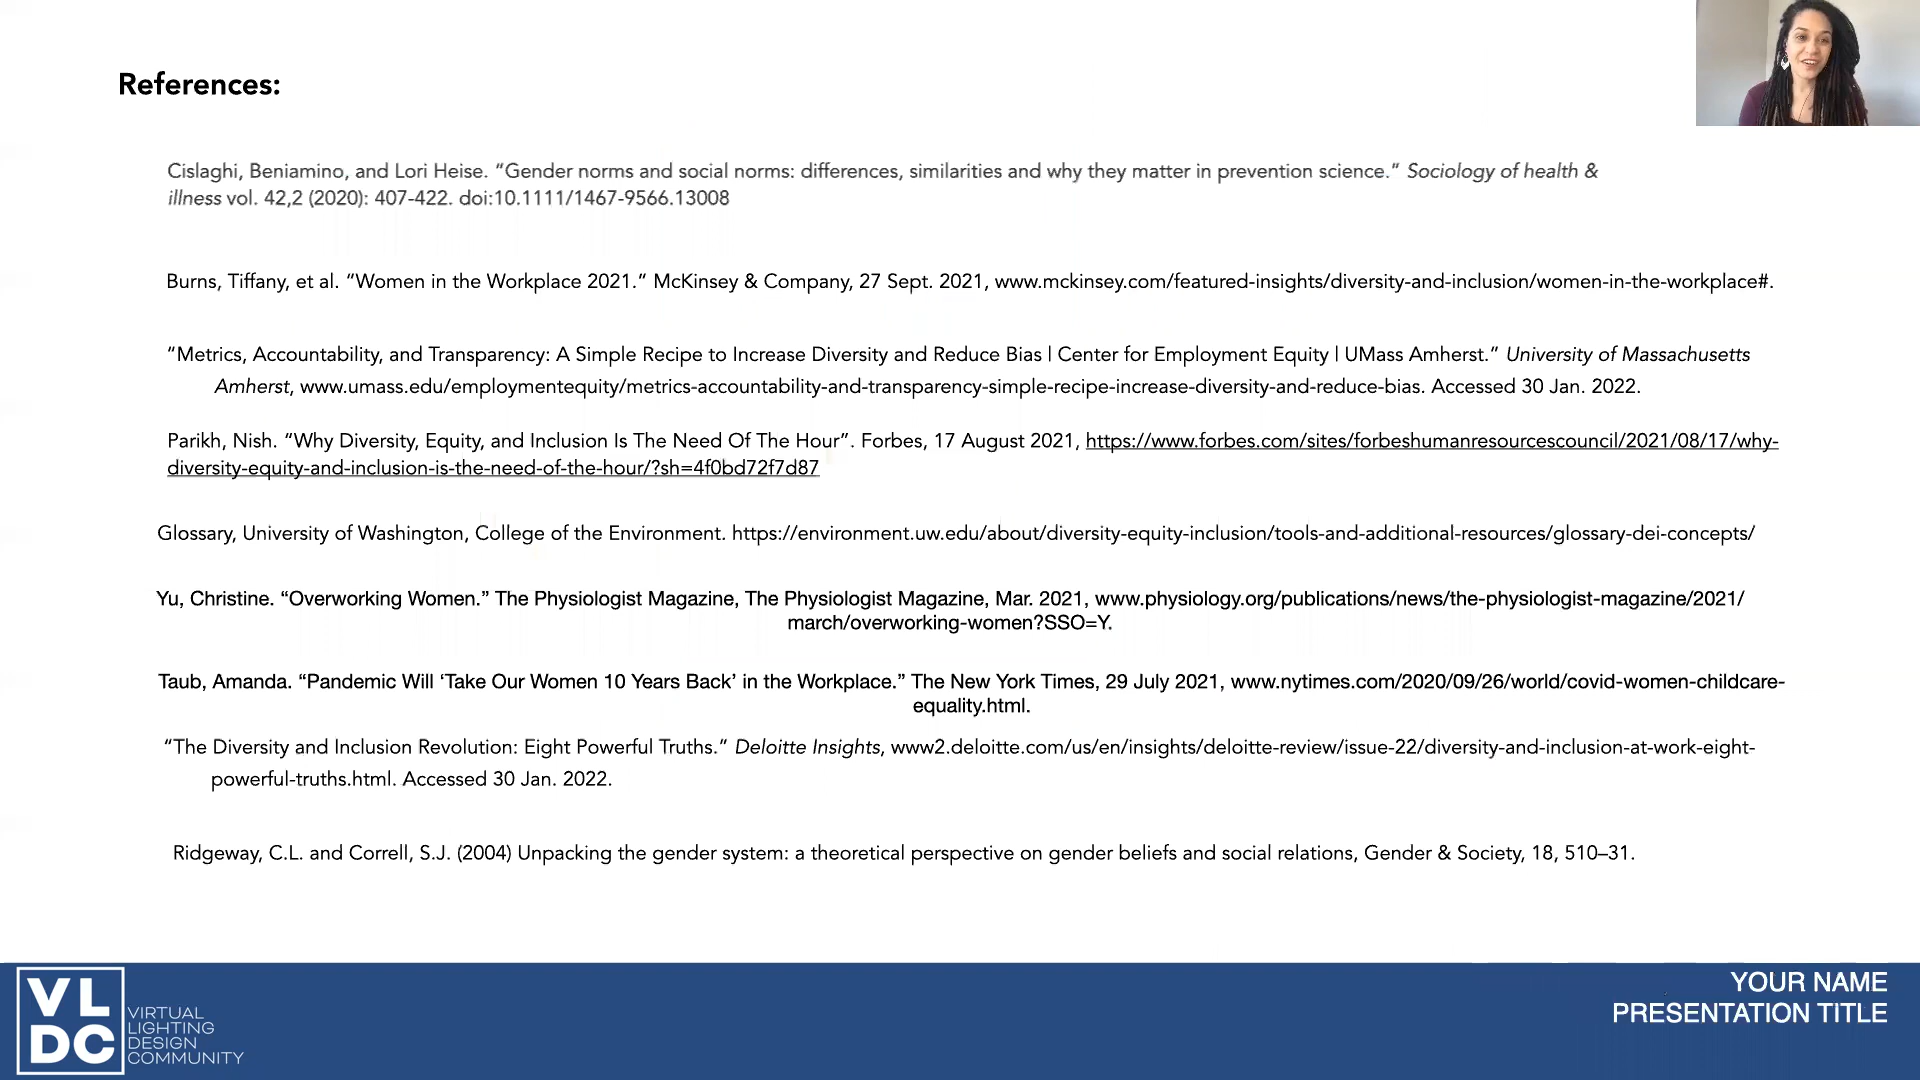 References:
Cislaghi, Beniamino, and Lori Heise. “Gender norms and social norms: differences, similarities and why they matter in prevention science.” Sociology of health &
illness vol. 42,2 (2020): 407-422. doi:10.1111/1467-9566.13008
Burns, Tiffany, et al. “Women in the Workplace 2021.” McKinsey & Company, 27 Sept. 2021, www.mckinsey.com/featured-insights/diversity-and-inclusion/women-in-the-workplace#.
“Metrics, Accountability, and Transparency: A Simple Recipe to Increase Diversity and Reduce Bias | Center for Employment Equity | UMass Amherst.” University of Massachusetts
Amherst, www.umass.edu/employmentequity/metrics-accountability-and-transparency-simple-recipe-increase-diversity-and-reduce-bias. Accessed 30 Jan. 2022.
Parikh, Nish. “Why Diversity, Equity, and Inclusion Is The Need Of The Hour”. Forbes, 17 August 2021, https://www.forbes.com/sites/forbeshumanresourcescouncil/2021/08/17/why-
diversity-equity-and-inclusion-is-the-need-of-the-hour/?sh=4f0bd72f7d87
Glossary, University of Washington, College of the Environment. https://environment.uw.edu/about/diversity-equity-inclusion/tools-and-additional-resources/glossary-dei-concepts/
Yu, Christine. “Overworking Women.” The Physiologist Magazine, The Physiologist Magazine, Mar. 2021, www.physiology.org/publications/news/the-physiologist-magazine/2021/
march/overworking-women?SSO=Y.
Taub, Amanda. “Pandemic Will ‘Take Our Women 10 Years Back’ in the Workplace.” The New York Times, 29 July 2021, www.nytimes.com/2020/09/26/world/covid-women-childcare-
equality.html.
“The Diversity and Inclusion Revolution: Eight Powerful Truths.” Deloitte Insights, www2.deloitte.com/us/en/insights/deloitte-review/issue-22/diversity-and-inclusion-at-work-eight-
powerful-truths.html. Accessed 30 Jan. 2022.
Ridgeway, C.L. and Correll, S.J. (2004) Unpacking the gender system: a theoretical perspective on gender beliefs and social relations, Gender & Society, 18, 510–31.
VL
DC
VIRTUAL
LIGHTING
DESIGN
COMMUNITY
YOUR NAME
PRESENTATION TITLE